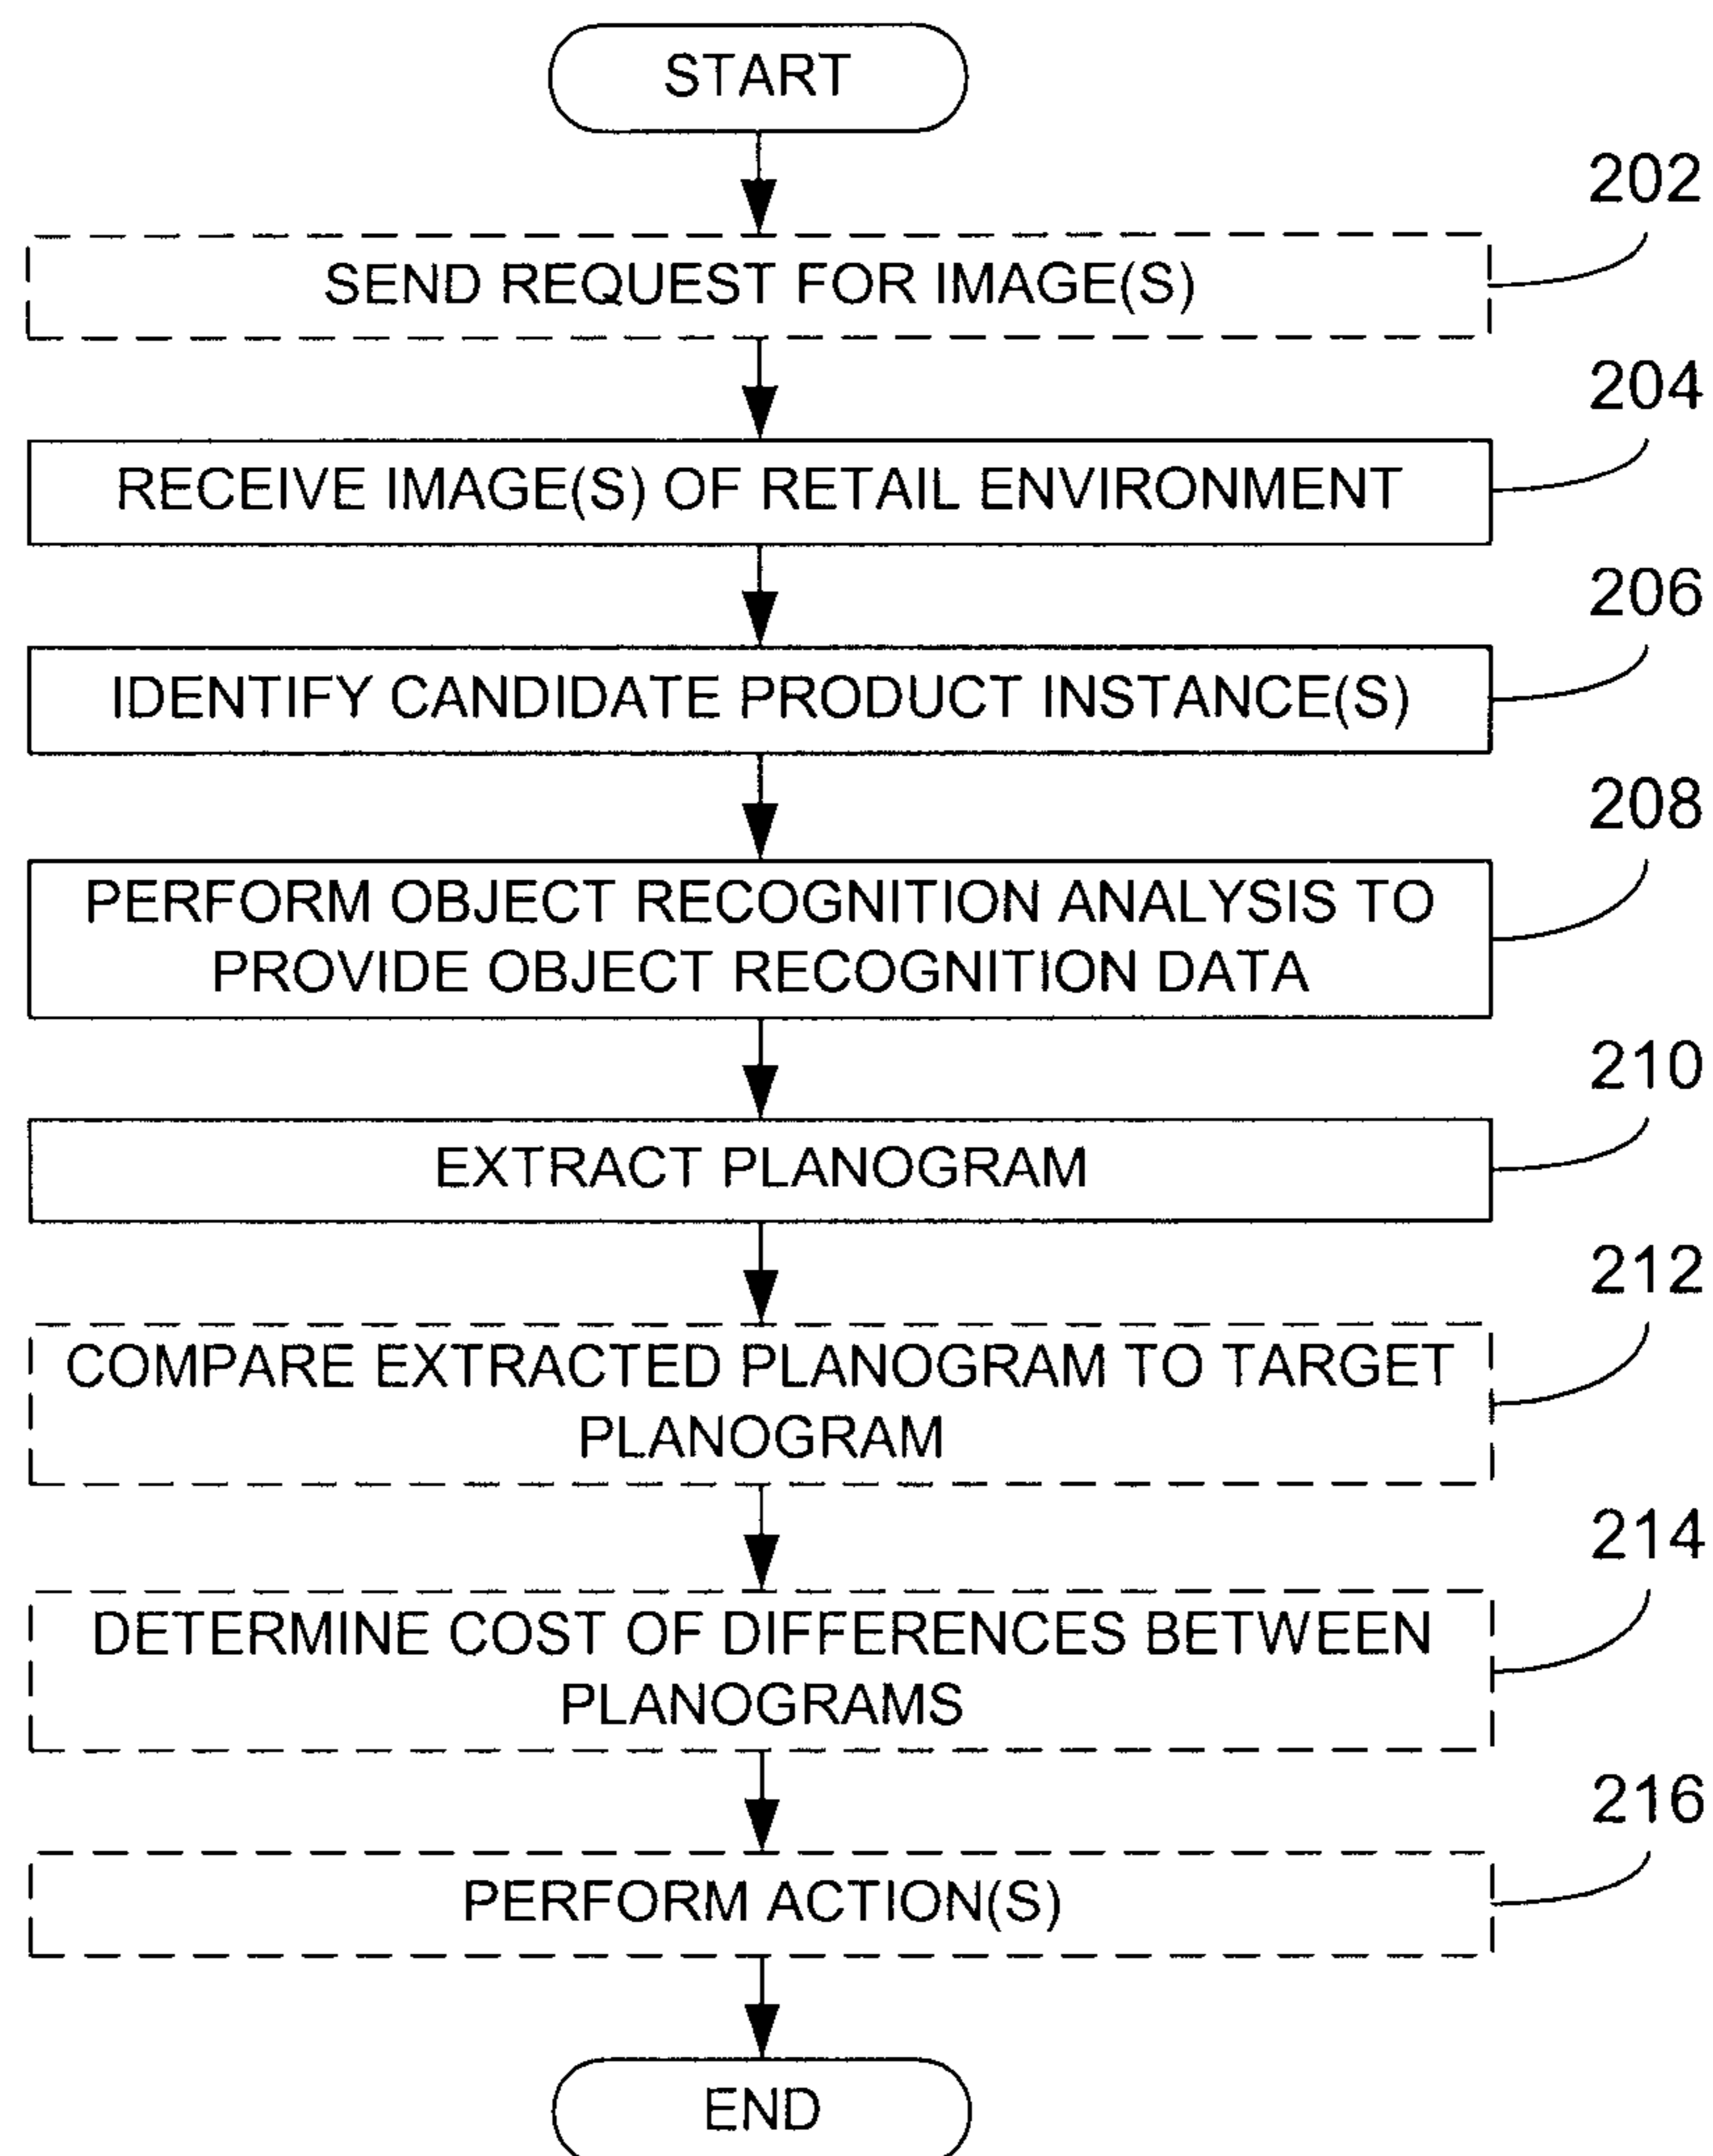 START
202
SEND REQUEST FOR IMAGE(S)
204
RECEIVE IMAGE(S) OF RETAIL ENVIRONMENT
206
IDENTIFY CANDIDATE PRODUCT INSTANCE(S)
208
PERFORM OBJECT RECOGNITION ANALYSIS TO
PROVIDE OBJECT RECOGNITION DATA
210
EXTRACT PLANOGRAM
212
COMPARE EXTRACTED PLANOGRAM TO TARGET
PLANOGRAM
214
DETERMINE COST OF DIFFERENCES BETWEEN
PLANOGRAMS
216
PERFORM ACTION(S)
END